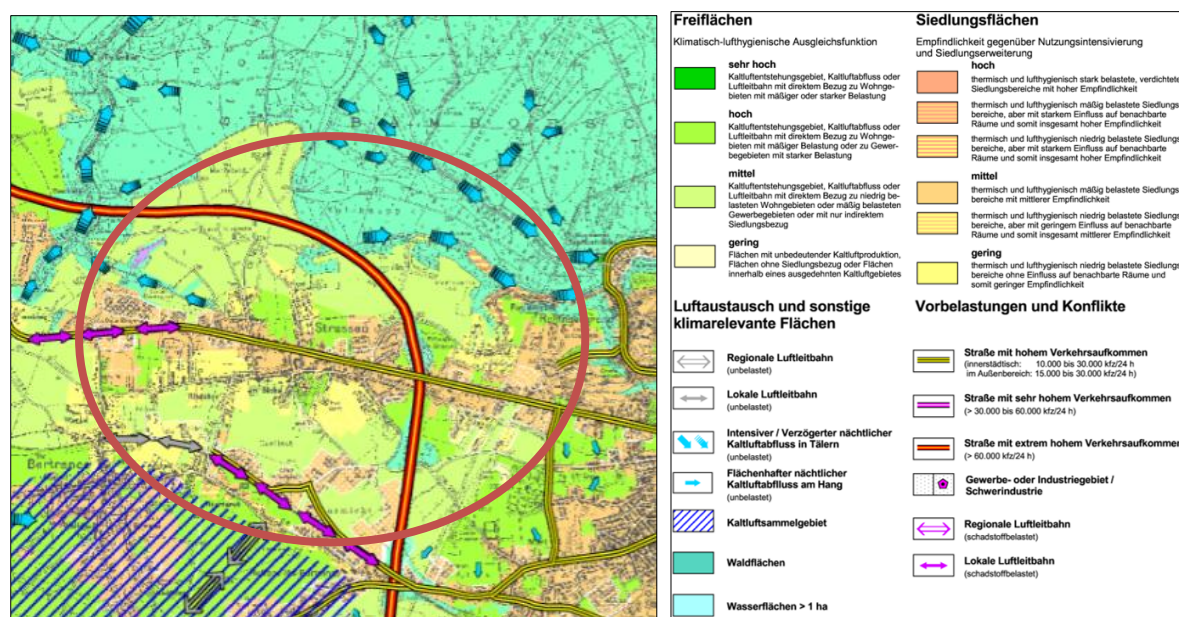 Freiflächen
Klimatisch-lufthygienische Ausgleichsfunktion
sehr hoch
Kaltluftentstehungsgebiet, Kaltluftabfluss oder
Luftleitbahn mit direktem Bezug zu Wohnge-
bieten mit mäßiger oder starker Belastung
hoch
Kaltluftentstehungsgebiet, Kaltluftabfluss oder
Luftleitbahn mit direktem Bezug zu Wohnge-
bieten mit mäßiger Belastung oder zu Gewer-
begebieten mit starker Belastung
mittel
Kaltluftentstehungsgebiet, Kaltluftabfluss oder
Luftleitbahn mit direktem Bezug zu niedrig be-
lasteten Wohngebieten oder mäßig belasteten
Gewerbegebieten oder mit nur indirektem
Siedlungsbezug
gering
Flächen mit unbedeutender Kaltluftproduktion,
Flächen ohne Siedlungsbezug oder Flächen
innerhalb eines ausgedehnten Kaltluftgebietes
Luftaustausch und sonstige
klimarelevante Flächen
Regionale Luftleitbahn
(unbelastet)
Lokale Luftleitbahn
(unbelastet)
Intensiver / Verzögerter nächtlicher
Kaltluftabfluss in Tälern
(unbelastet)
Flächenhafter nächtlicher
Kaltluftabflluss am Hang
(unbelastet)
Kaltluftsammelgebiet
Waldflächen
Wasserflächen > 1 ha
Siedlungsflächen
Empfindlichkeit gegenüber Nutzungsintensivierung
und Siedlungserweiterung
hoch
thermisch und lufthygienisch stark belastete, verdichtete
Siedlungsbereiche mit hoher Empfindlichkeit
thermisch und lufthygienisch mäßig belastete Siedlungs
bereiche, aber mit starkem Einfluss auf benachbarte
Räume und somit insgesamt hoher Empfindlichkeit
thermisch und lufthygienisch niedrig belastete Siedlungs
bereiche, aber mit starkem Einfluss auf benachbarte
Räume und somit insgesamt hoher Empfindlichkeit
mittel
thermisch und lufthygienisch mäßig belastete Siedlungs
bereiche mit mittlerer Empfindlichkeit
thermisch und lufthygienisch niedrig belastete Siedlungs
bereiche, aber mit geringem Einfluss auf benachbarte
Räume und somit insgesamt mittlerer Empfindlichkeit
gering
thermisch und lufthygienisch niedrig belastete Siedlungs
bereiche ohne Einfluss auf benachbarte Räume und
somit geringer Empfindlichkeit
Vorbelastungen und Konflikte
Straße mit hohem Verkehrsaufkommen
(innerstädtisch: 10.000 bis 30.000 kfz/24 h
im Außenbereich: 15.000 bis 30.000 kfz/24 h)
Straße mit sehr hohem Verkehrsaufkommen
(> 30.000 bis 60.000 kfz/24 h)
Straße mit extrem hohem Verkehrsaufkommen
(> 60.000 kfz/24 h)
Gewerbe- oder Industriegebiet /
Schwerindustrie
Regionale Luftleitbahn
(schadstoffbelastet)
Lokale Luftleitbahn
(schadstoffbelastet)